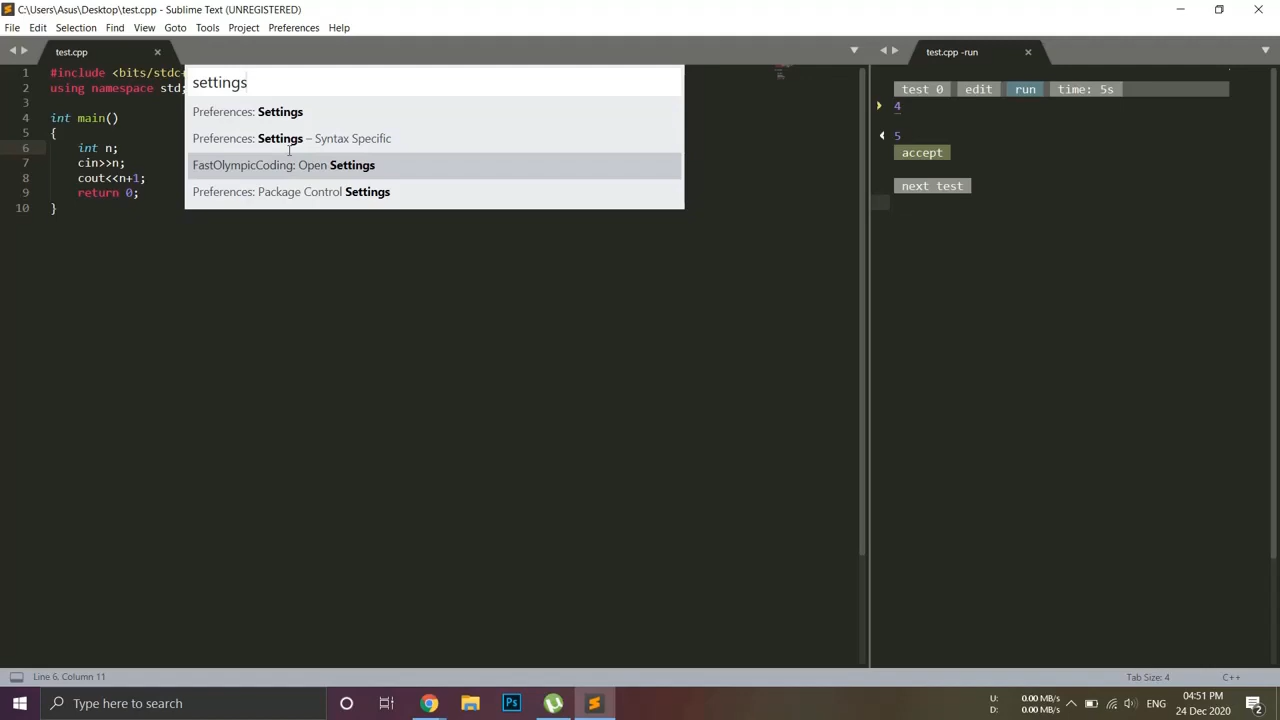 C:\Users\Asus\Desktop\test.cpp - Sublime Text (UNREGISTERED)
File Edit Selection Find View Goto Tools Project Preferences Help
test.cpp
test.cpp -run
1 #include <bits/stdc
2 using namespace std;
3
4 int main()
5 {
6 int n;
7 cin>>n;
8 cout<<n+1;
9 return 0;
10 }
settings
Preferences: Settings
Preferences: Settings – Syntax Specific
FastOlympicCoding: Open Settings
Preferences: Package Control Settings
test 0 edit run time: 5s
4
5
accept
next test
Line 6, Column 11
Tab Size: 4
C++
Type here to search
Ps
U: 0.00 MB/s
D: 0.00 MB/s
ENG
04:51 PM
24 Dec 2020
2